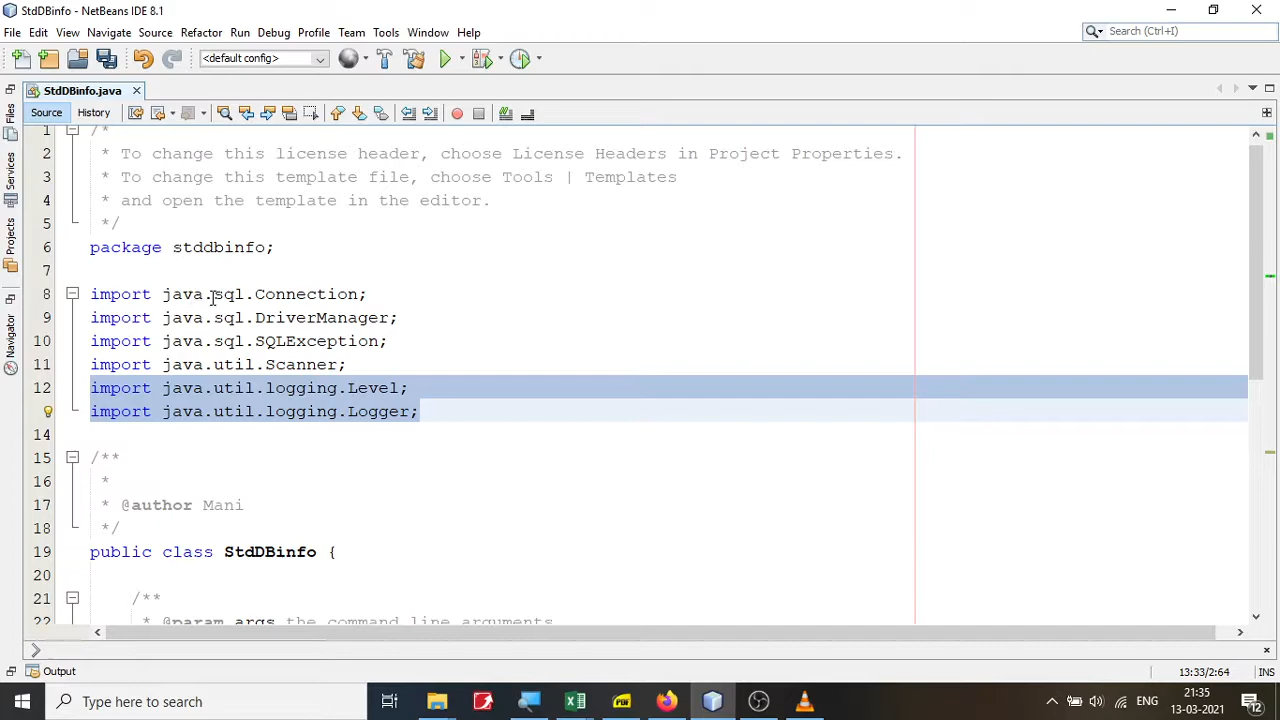 StdDBinfo - NetBeans IDE 8.1
File Edit View Navigate Source Refactor Run Debug Profile Team Tools Window Help
Search (Ctrl+I)
<default config>
StdDBinfo.java
Source History
Files
Services
Projects
Navigator
1 /*
2 * To change this license header, choose License Headers in Project Properties.
3 * To change this template file, choose Tools | Templates
4 * and open the template in the editor.
5 */
6 package stddbinfo;
7
8 import java.sql.Connection;
9 import java.sql.DriverManager;
10 import java.sql.SQLException;
11 import java.util.Scanner;
12 import java.util.logging.Level;
import java.util.logging.Logger;
14
15 /**
16 *
17 * @author Mani
18 */
19 public class StdDBinfo {
20
21 /**
22 * @param args the command line arguments
Output
13:33/2:64 INS
Type here to search
PDF
ENG
21:35
13-03-2021
12